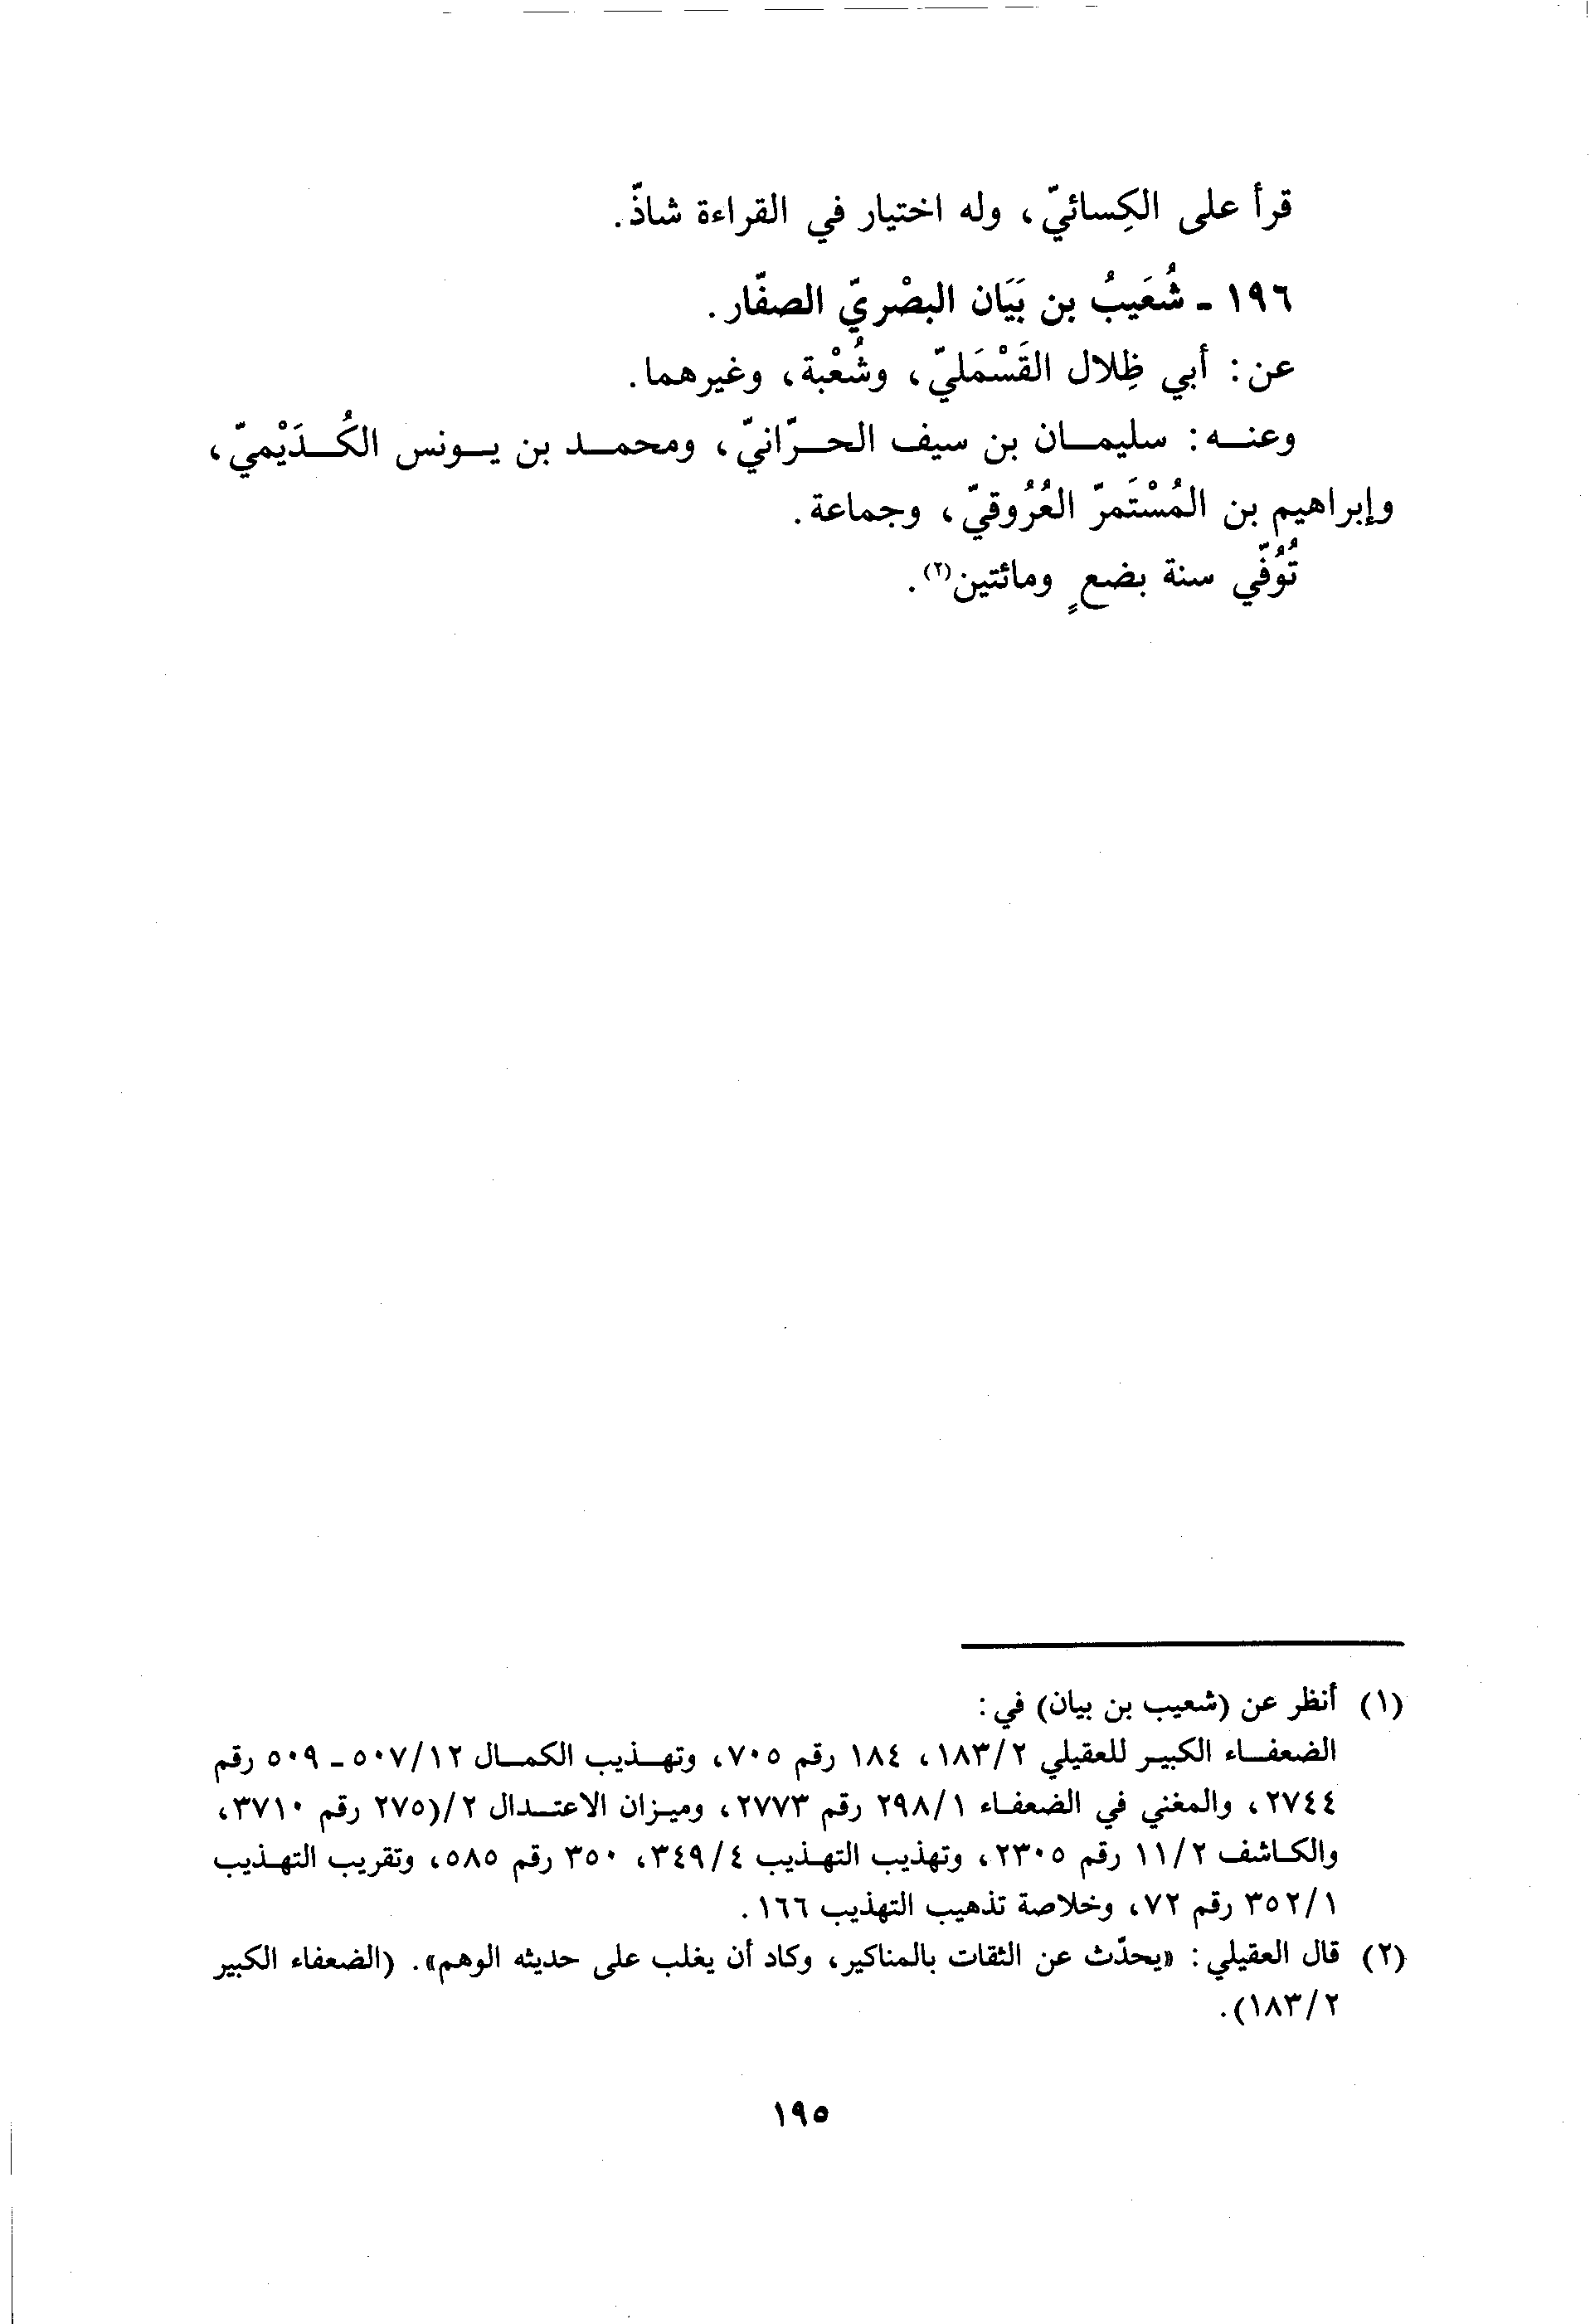 قرأ على الكِسائيّ، وله اختيار في القراءة شاذّ.
١٩٦ - شُعَيبُ بن بَيَان البصْريّ الصفّار.
عن: أبي ظِلال القَسْمَليّ، وشُعْبة، وغيرهما.
وعنه: سليمان بن سيف الحرّانيّ، ومحمد بن يونس الكُدَيْميّ،
وإبراهيم بن المُسْتَمرّ العُرُوقيّ، وجماعة.
تُوُفّي سنة بضعٍ ومائتين(٢).
(١) أنظر عن (شعيب بن بيان) في:
الضعفاء الكبير للعقيلي ١٨٣/٢، ١٨٤ رقم ٧٠٥، وتهذيب الكمال ٥٠٧/١٢ - ٥٠٩ رقم
٢٧٤٤، والمغني في الضعفاء ٢٩٨/١ رقم ٢٧٧٣، وميزان الاعتدال ٢/(٢٧٥ رقم ٣٧١٠،
والكاشف ١١/٢ رقم ٢٣٠٥، وتهذيب التهذيب ٣٤٩/٤، ٣٥٠ رقم ٥٨٥، وتقريب التهذيب
٣٥٢/١ رقم ٧٢، وخلاصة تذهيب التهذيب ١٦٦.
(٢) قال العقيلي: «يحدّث عن الثقات بالمناكير، وكاد أن يغلب على حديثه الوهم». (الضعفاء الكبير
١٨٣/٢).
١٩٥